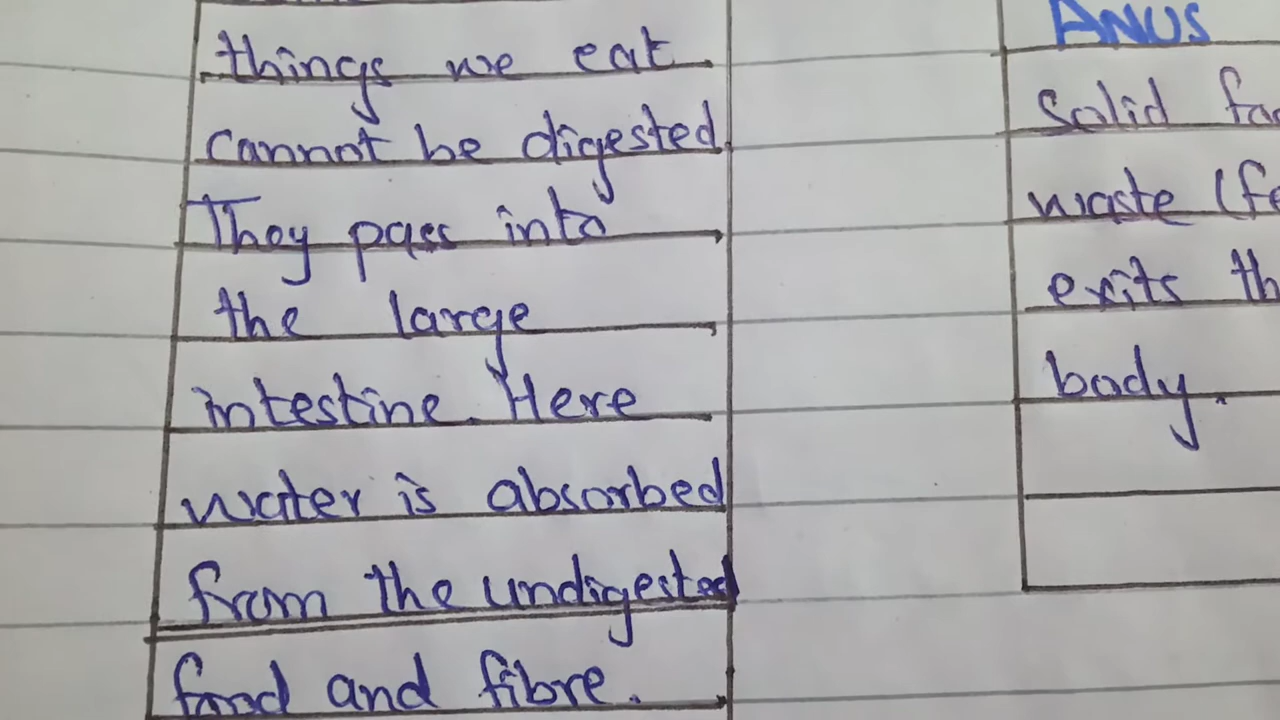 things we eat
cannot be digested
They pass into
the large
intestine. Here
water is absorbed
from the undigested
food and fibre.
ANUS
Solid
waste
exits
body.